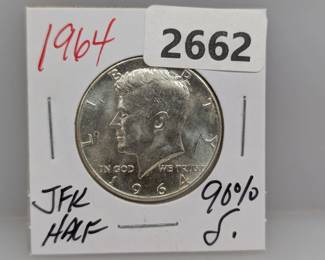 1964
2662
LIBERTY
IN GOD WE TRUST
1964
JFK
HALF
90%
S.